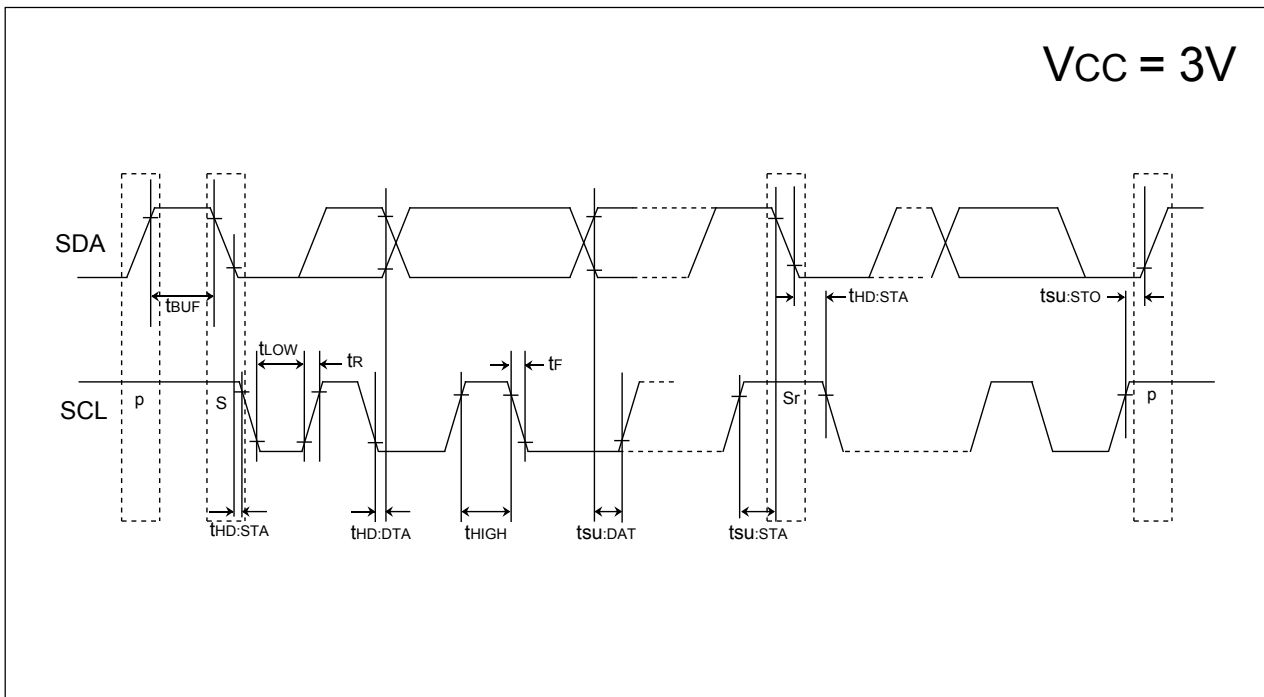 VCC = 3V
SDA
tBUF
tHD:STA
tsu:STO
tLOW
tR
tF
SCL
p
S
Sr
p
tHD:STA
tHD:DTA
tHIGH
tsu:DAT
tsu:STA